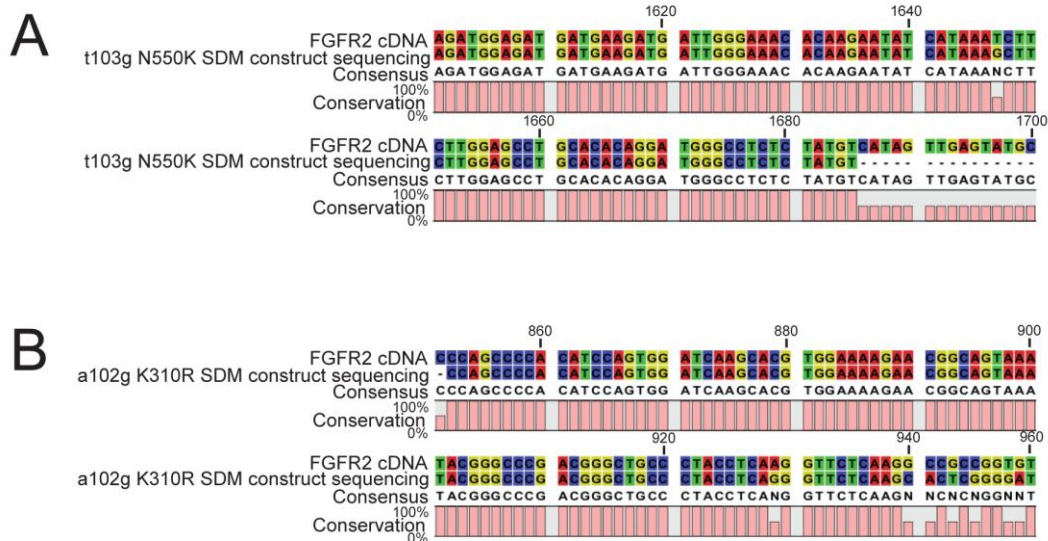 A
1620 1640
FGFR2 cDNA AGATGGAGAT GATGAAGATG ATTGGGAAAC ACAAGAATAT CATAAATCTT
t103g N550K SDM construct sequencing AGATGGAGAT GATGAAGATG ATTGGGAAAC ACAAGAATAT CATAAAGCTT
Consensus AGATGGAGAT GATGAAGATG ATTGGGAAAC ACAAGAATAT CATAAANCTT
100%
Conservation
0%
1660 1680 1700
FGFR2 cDNA CTTGGAGCCT GCACACAGGA TGGGCCTCTC TATGTCATAG TTGAGTATGC
t103g N550K SDM construct sequencing CTTGGAGCCT GCACACAGGA TGGGCCTCTC TATGT----- ----------
Consensus CTTGGAGCCT GCACACAGGA TGGGCCTCTC TATGTCATAG TTGAGTATGC
100%
Conservation
0%
B
860 880 900
FGFR2 cDNA CCCAGCCCCA CATCCAGTGG ATCAAGCACG TGGAAAAGAA CGGCAGTAAA
a102g K310R SDM construct sequencing -CCAGCCCCA CATCCAGTGG ATCAAGCACG TGGAAAAGAA CGGCAGTAAA
Consensus CCCAGCCCCA CATCCAGTGG ATCAAGCACG TGGAAAAGAA CGGCAGTAAA
100%
Conservation
0%
920 940 960
FGFR2 cDNA TACGGGCCCG ACGGGCTGCC CTACCTCAAG GTTCTCAAGG CCGCCGGTGT
a102g K310R SDM construct sequencing TACGGGCCCG ACGGGCTGCC CTACCTCAGG GTTCTCAAGC ACTCGGGGAT
Consensus TACGGGCCCG ACGGGCTGCC CTACCTCANG GTTCTCAAGN NCNCNGGNNT
100%
Conservation
0%